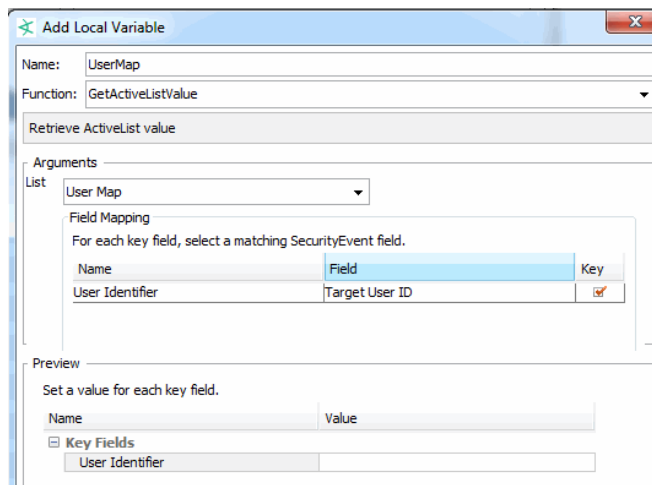 Add Local Variable
Name: UserMap
Function: GetActiveListValue
Retrieve ActiveList value
Arguments
List User Map
Field Mapping
For each key field, select a matching SecurityEvent field.
Name Field Key
User Identifier Target User ID
Preview
Set a value for each key field.
Name Value
Key Fields
User Identifier